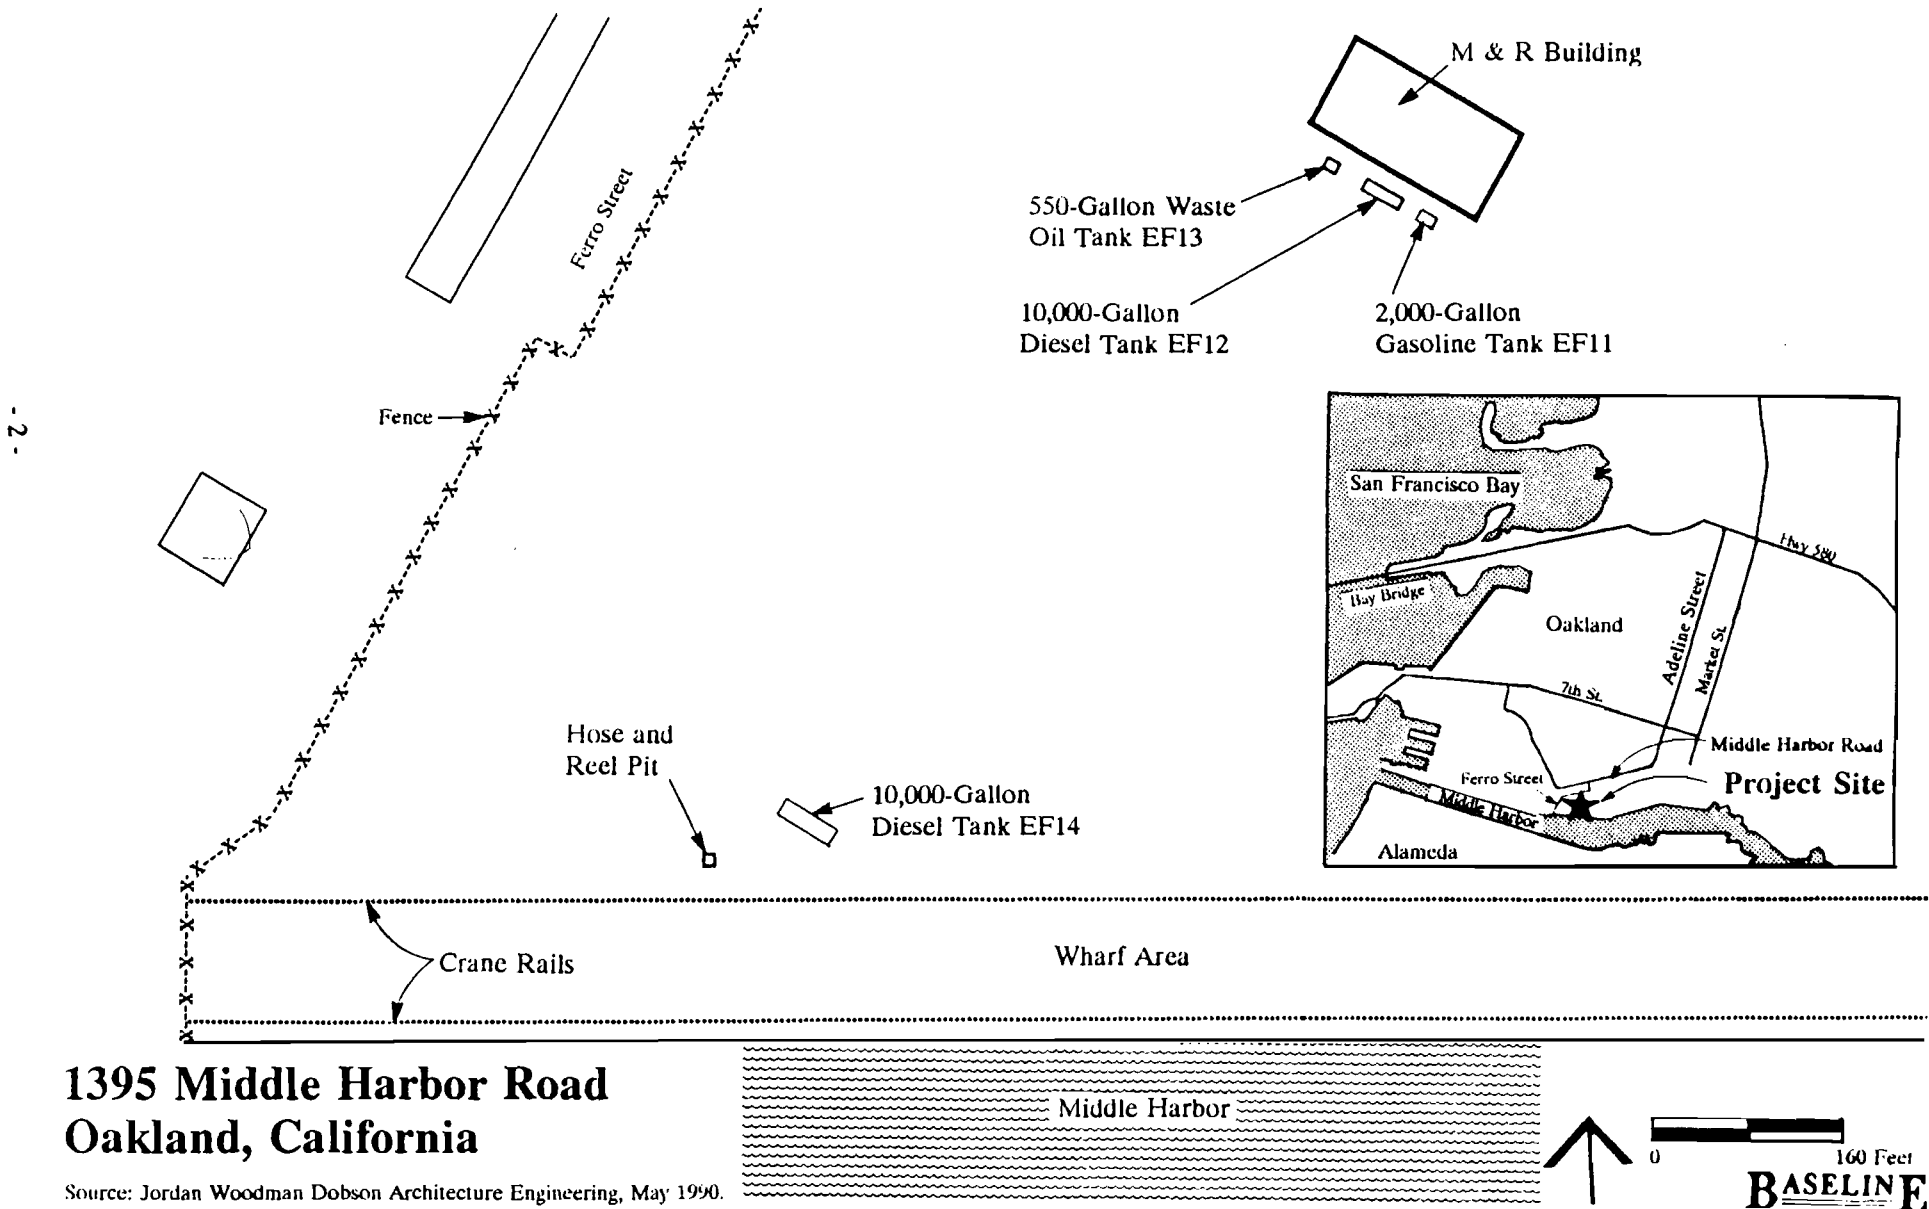 M & R Building
Ferro Street
550-Gallon Waste
Oil Tank EF13
10,000-Gallon
Diesel Tank EF12
2,000-Gallon
Gasoline Tank EF11
Fence
- 2 -
San Francisco Bay
Hwy 580
Bay Bridge
Oakland
Adeline Street
Market St.
7th St.
Middle Harbor Road
Ferro Street
Project Site
Middle Harbor
Alameda
Hose and
Reel Pit
10,000-Gallon
Diesel Tank EF14
Crane Rails
Wharf Area
1395 Middle Harbor Road
Oakland, California
Middle Harbor
0 160 Feet
Source: Jordan Woodman Dobson Architecture Engineering, May 1990.
BASELINE